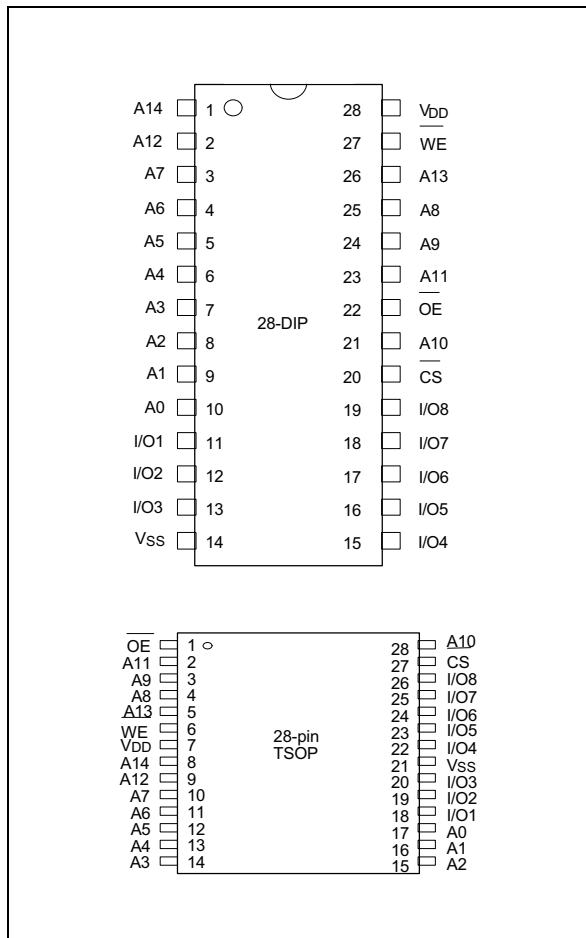 A14 1 28 VDD
A12 2 27 WE
A7 3 26 A13
A6 4 25 A8
A5 5 24 A9
A4 6 23 A11
A3 7 22 OE
28-DIP
A2 8 21 A10
A1 9 20 CS
A0 10 19 I/O8
I/O1 11 18 I/O7
I/O2 12 17 I/O6
I/O3 13 16 I/O5
VSS 14 15 I/O4
OE 1 28 A10
A11 2 27 CS
A9 3 26 I/O8
A8 4 25 I/O7
A13 5 24 I/O6
WE 6 23 I/O5
28-pin
VDD 7 22 I/O4
TSOP
A14 8 21 VSS
A12 9 20 I/O3
A7 10 19 I/O2
A6 11 18 I/O1
A5 12 17 A0
A4 13 16 A1
A3 14 15 A2